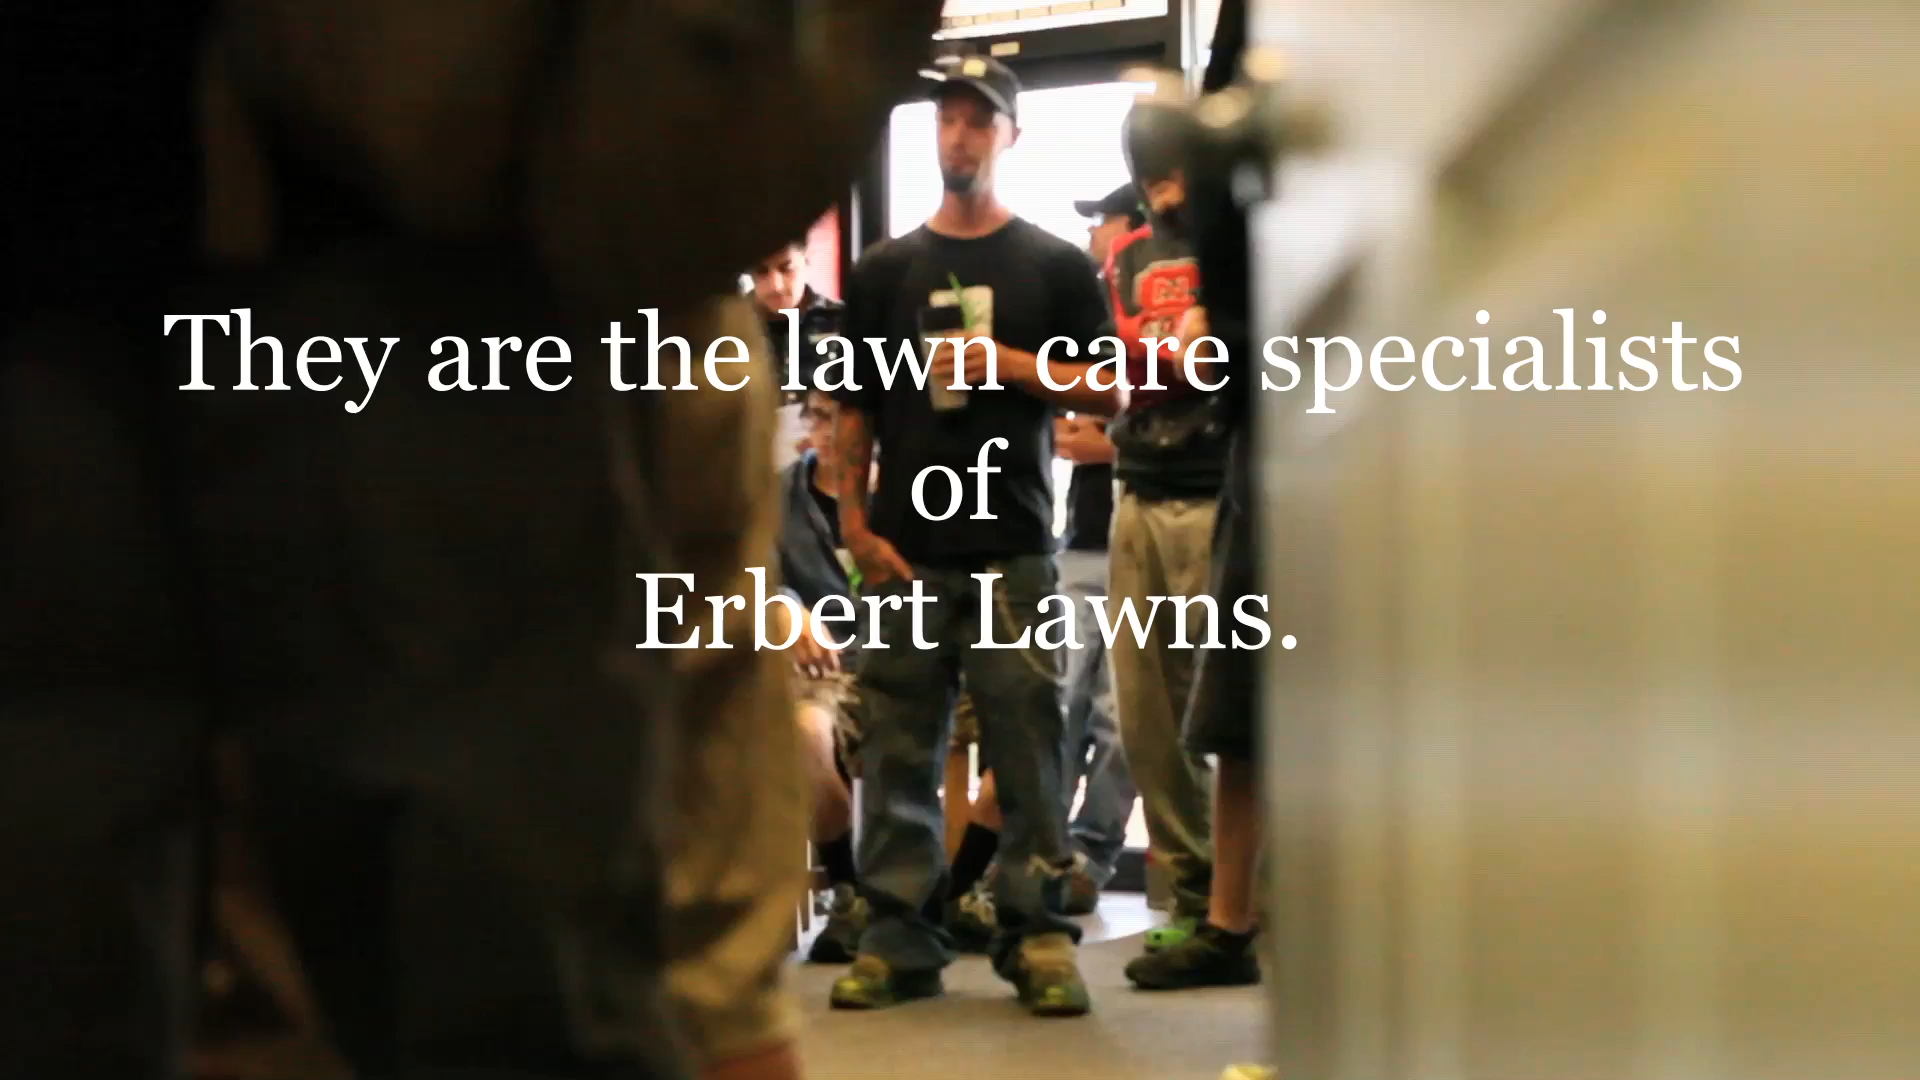 They are the lawn care specialists
of
Erbert Lawns.